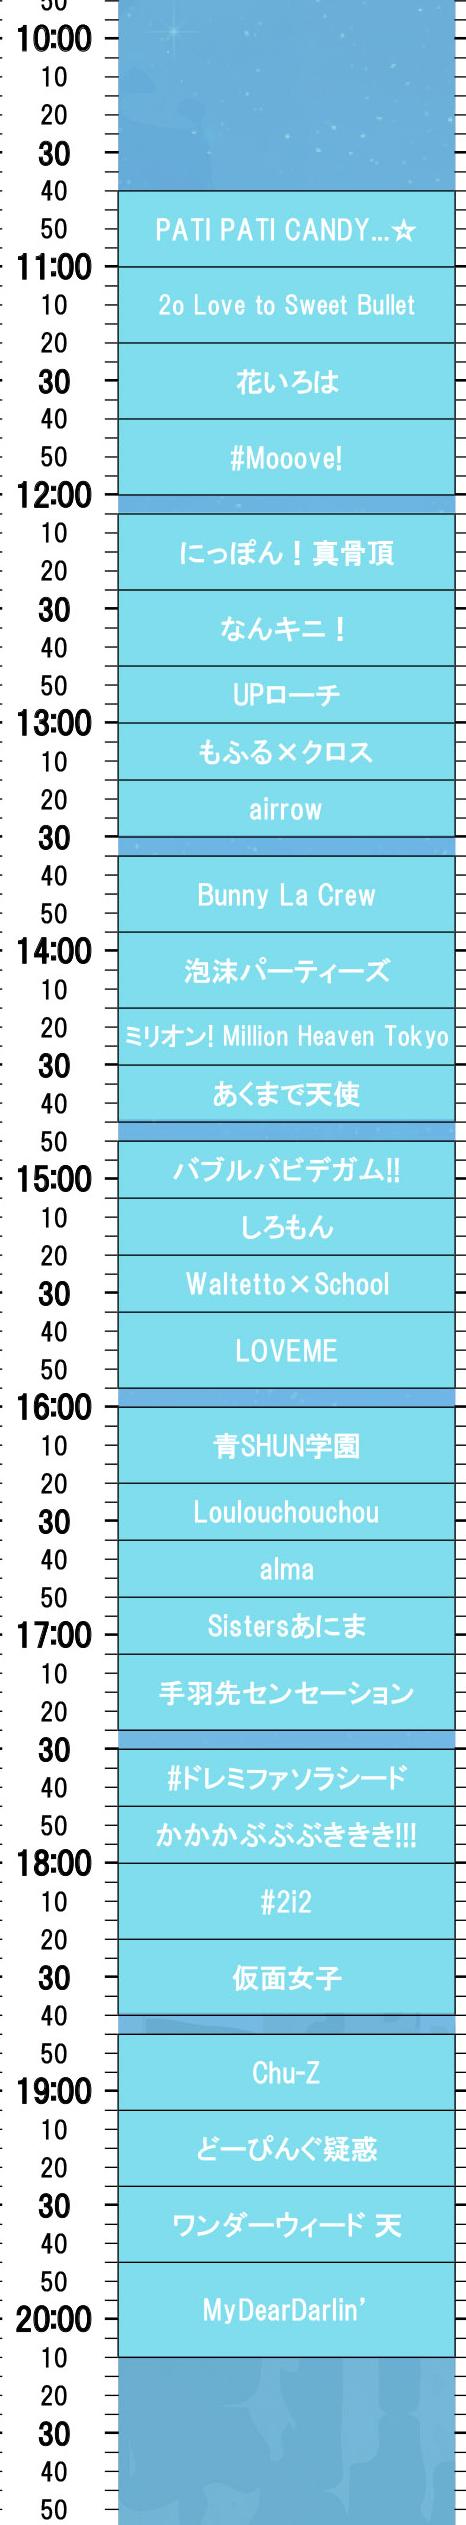 50
10:00
10
20
30
40
50
PATI PATI CANDY...☆
11:00
10
2o Love to Sweet Bullet
20
30
花いろは
40
50
#Mooove!
12:00
10
にっぽん！真骨頂
20
30
なんキニ！
40
50
UPローチ
13:00
10
もふる×クロス
20
airrow
30
40
Bunny La Crew
50
14:00
泡沫パーティーズ
10
20
ミリオン! Million Heaven Tokyo
30
あくまで天使
40
50
バブルバビデガム!!
15:00
10
しろもん
20
30
Waltetto×School
40
LOVEME
50
16:00
10
青SHUN学園
20
Loulouchouchou
30
40
alma
50
Sistersあにま
17:00
10
手羽先センセーション
20
30
#ドレミファソラシード
40
50
かかかぶぶぶききき!!!
18:00
10
#2i2
20
30
仮面女子
40
50
Chu-Z
19:00
10
どーぴんぐ疑惑
20
30
ワンダーウィード 天
40
50
MyDearDarlin’
20:00
10
20
30
40
50